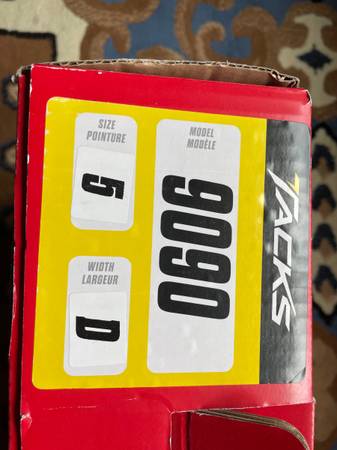 TACKS
MODEL
MODÈLE
9090
SIZE
POINTURE
5
WIDTH
LARGEUR
D